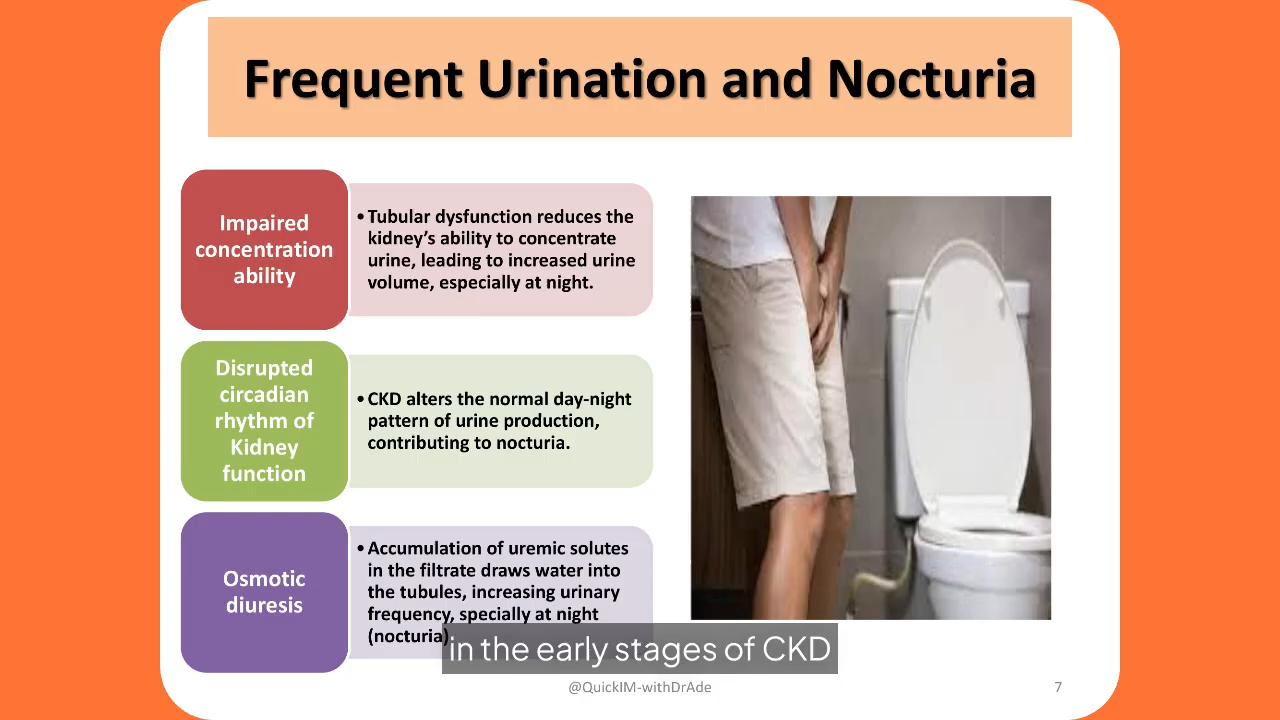 Frequent Urination and Nocturia
Impaired
concentration
ability
• Tubular dysfunction reduces the
kidney's ability to concentrate
urine, leading to increased urine
volume, especially at night.
Disrupted
circadian
rhythm of
Kidney
function
• CKD alters the normal day-night
pattern of urine production,
contributing to nocturia.
Osmotic
diuresis
• Accumulation of uremic solutes
in the filtrate draws water into
the tubules, increasing urinary
frequency, specially at night
(nocturia).
in the early stages of CKD
@QuickIM-withDrAde
7